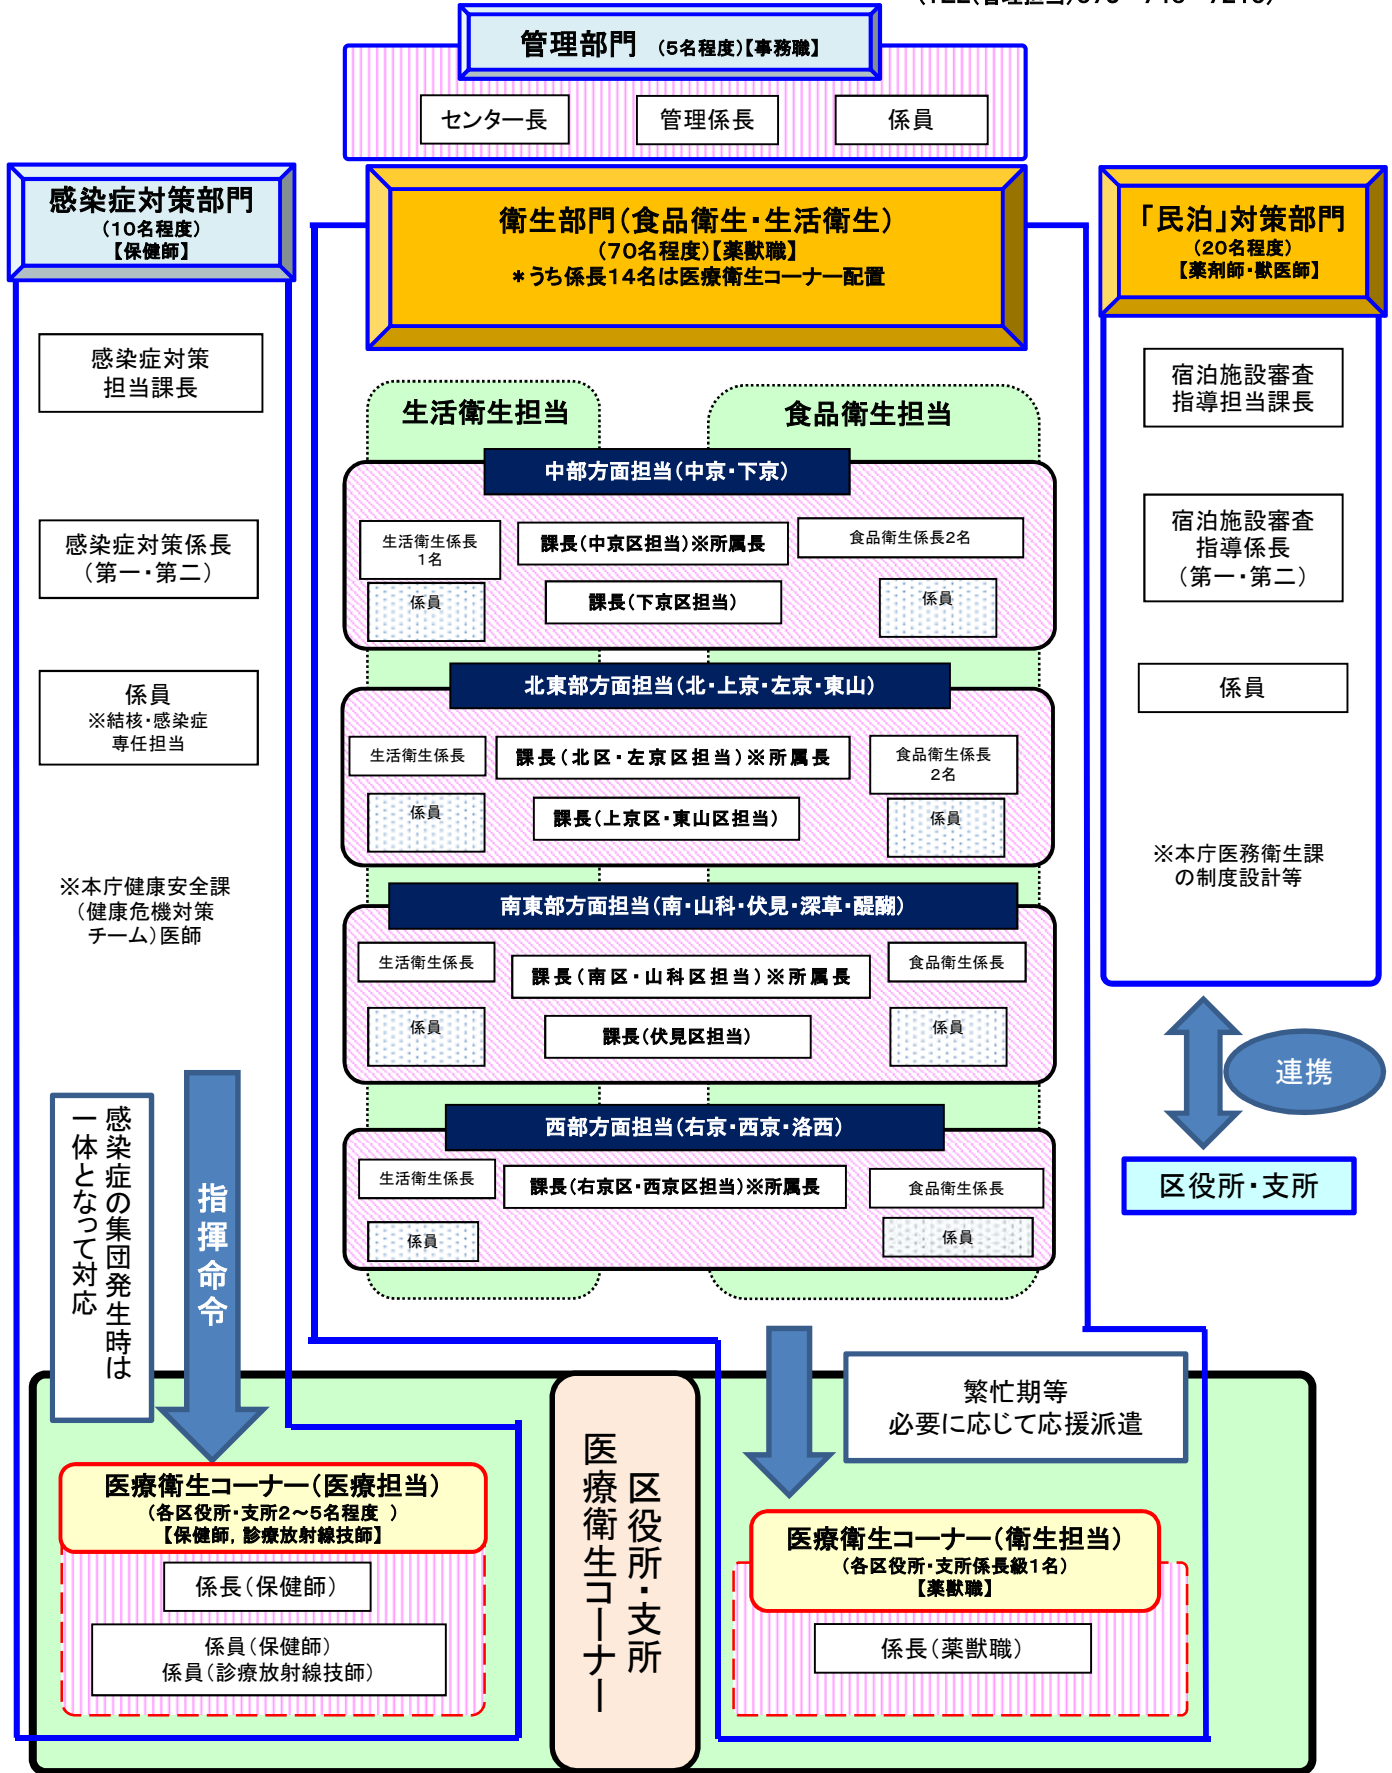 管理部門 (5名程度)【事務職】
センター長
管理係長
係員
感染症対策部門
(10名程度)
【保健師】
感染症対策
担当課長
感染症対策係長
(第一・第二)
係員
※結核・感染症
専任担当
※本庁健康安全課
(健康危機対策
チーム)医師
衛生部門(食品衛生・生活衛生)
(70名程度)【薬獣職】
*うち係長14名は医療衛生コーナー配置
生活衛生担当
食品衛生担当
中部方面担当(中京・下京)
生活衛生係長
1名
課長(中京区担当)※所属長
食品衛生係長2名
係員
課長(下京区担当)
係員
北東部方面担当(北・上京・左京・東山)
生活衛生係長
課長(北区・左京区担当)※所属長
食品衛生係長
2名
係員
課長(上京区・東山区担当)
係員
南東部方面担当(南・山科・伏見・深草・醍醐)
生活衛生係長
課長(南区・山科区担当)※所属長
食品衛生係長
係員
課長(伏見区担当)
係員
西部方面担当(右京・西京・洛西)
生活衛生係長
課長(右京区・西京区担当)※所属長
食品衛生係長
係員
係員
「民泊」対策部門
(20名程度)
【薬剤師・獣医師】
宿泊施設審査
指導担当課長
宿泊施設審査
指導係長
(第一・第二)
係員
※本庁医務衛生課
の制度設計等
連携
区役所・支所
感染症の集団発生時は
一体となって対応
指揮命令
繁忙期等
必要に応じて応援派遣
区役所・支所
医療衛生コーナー
医療衛生コーナー(医療担当)
(各区役所・支所2～5名程度 )
【保健師,診療放射線技師】
係長(保健師)
係員(保健師)
係員(診療放射線技師)
医療衛生コーナー(衛生担当)
(各区役所・支所係長級1名)
【薬獣職】
係長(薬獣職)